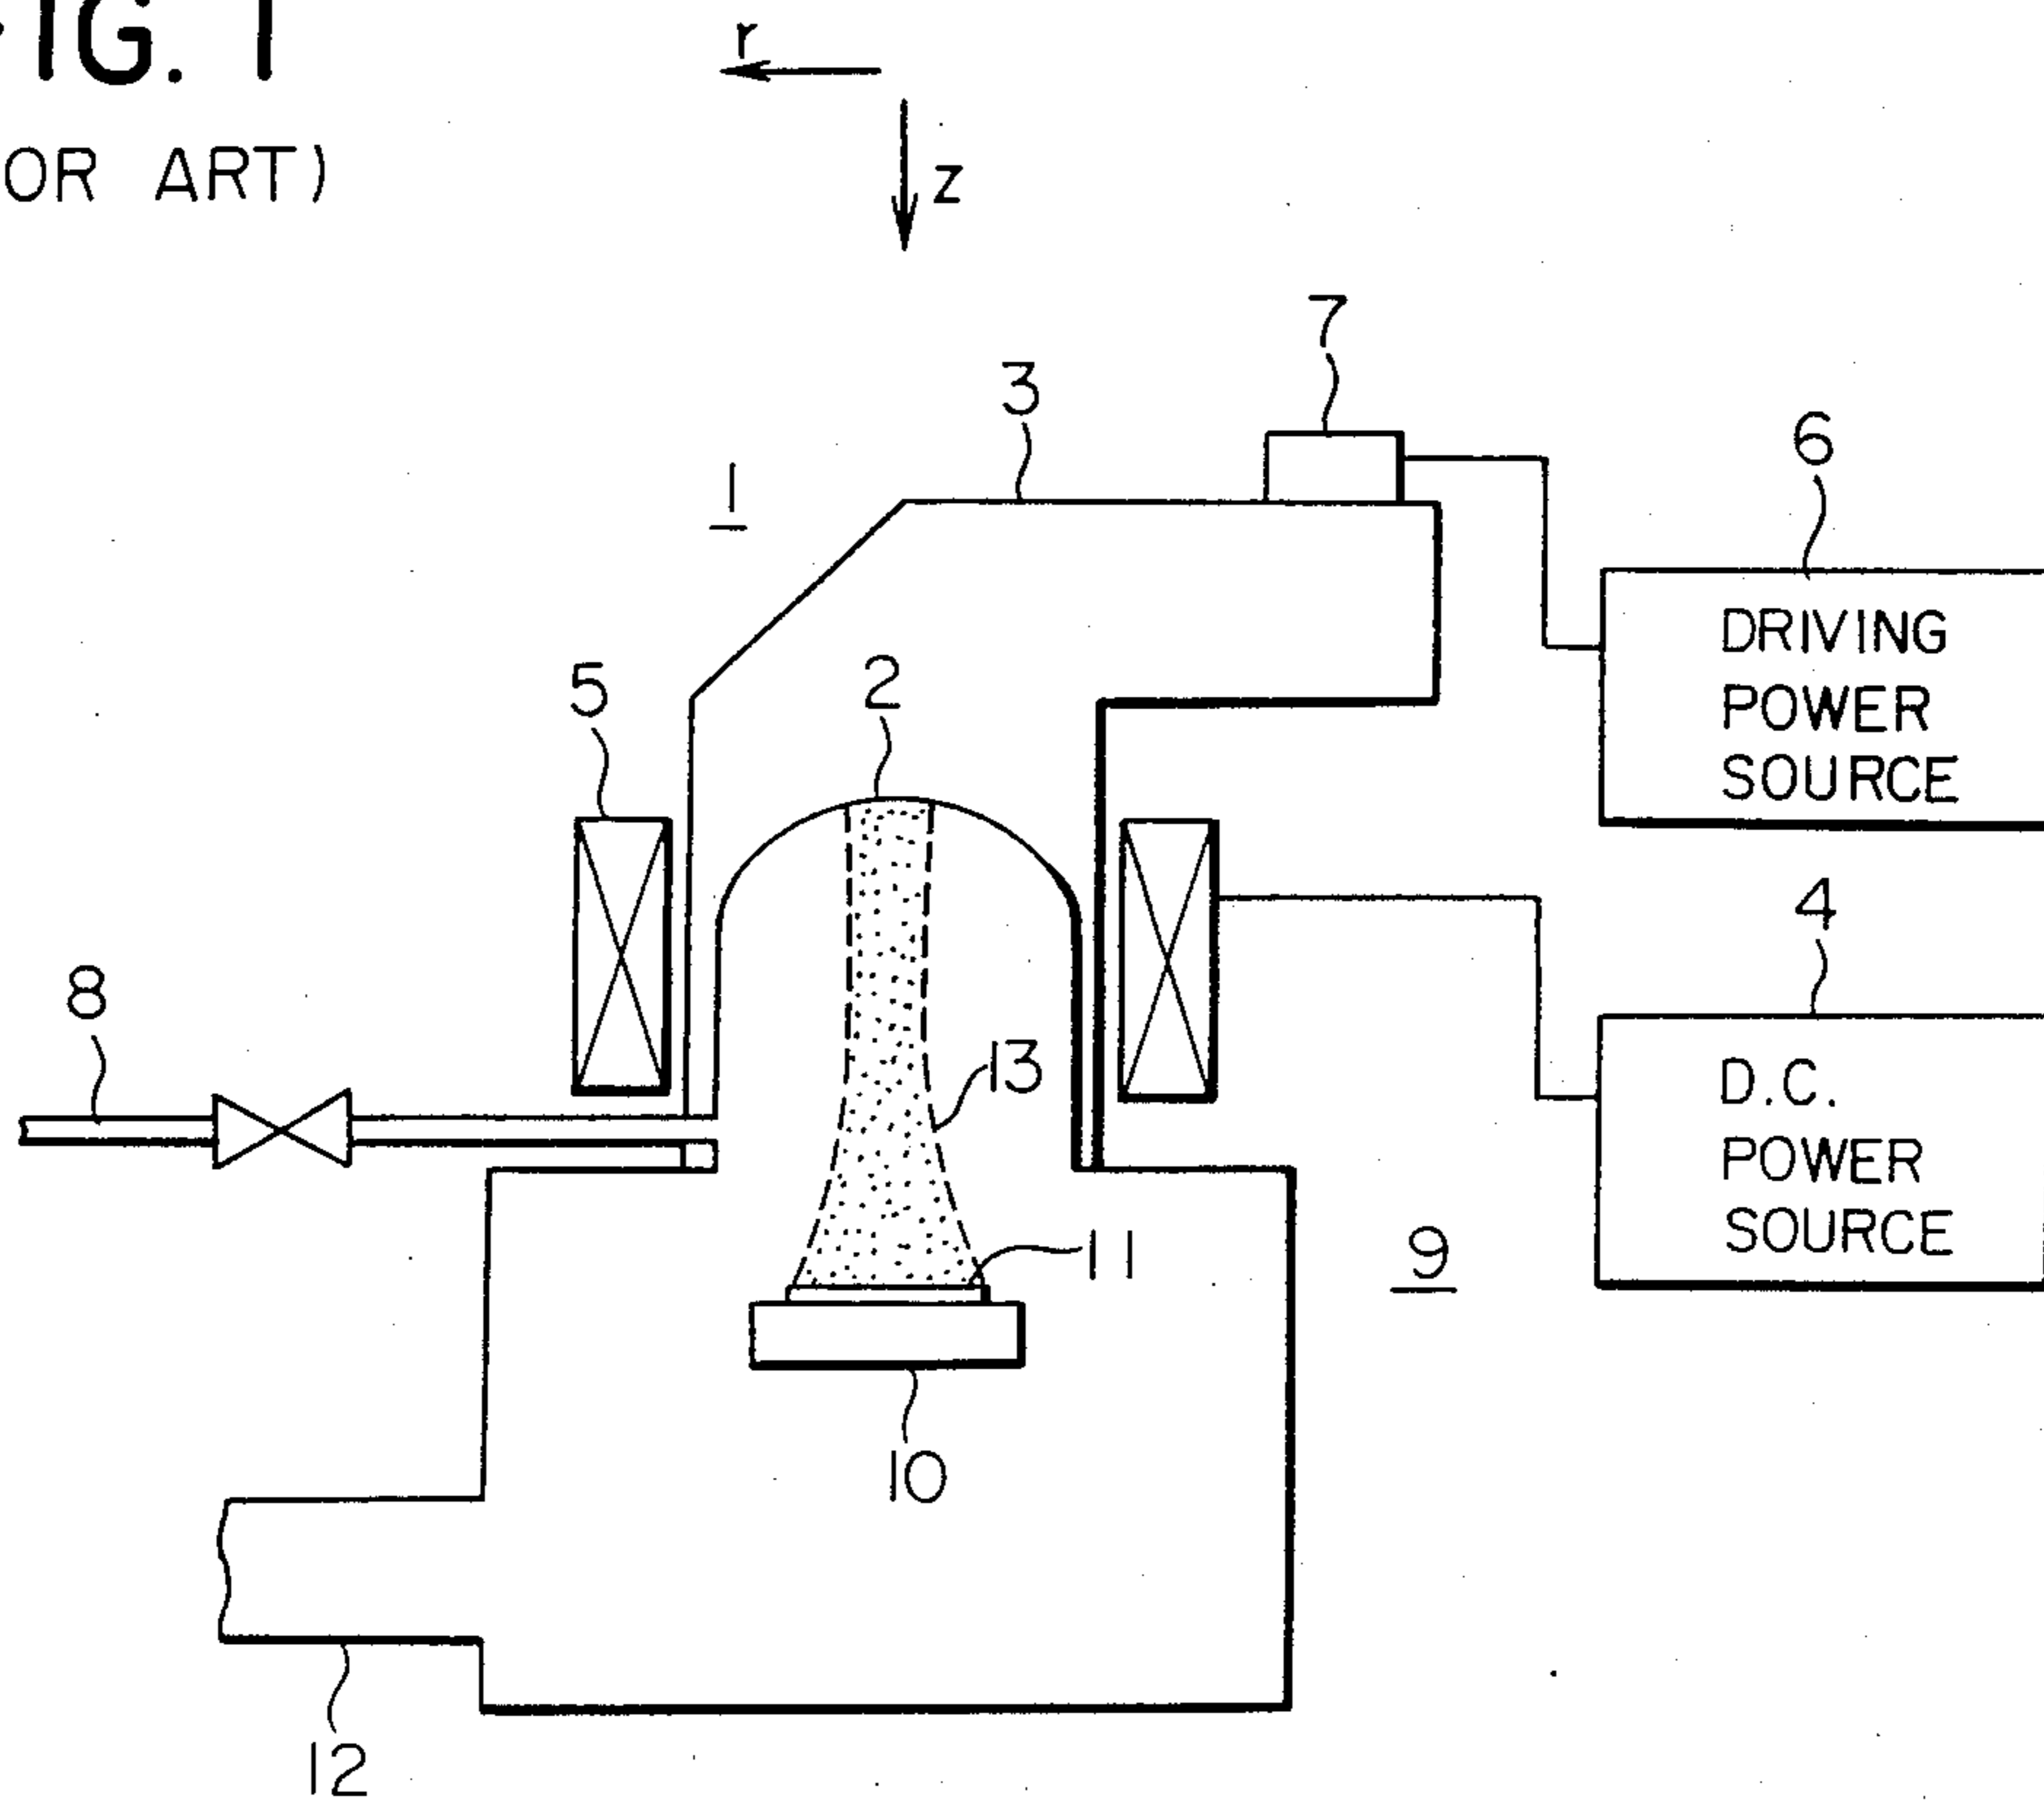 FIG. 1
OR ART)
r
z
7
3
6
1
DRIVING
POWER
SOURCE
5
2
4
8
13
D.C.
POWER
SOURCE
11
9
10
12